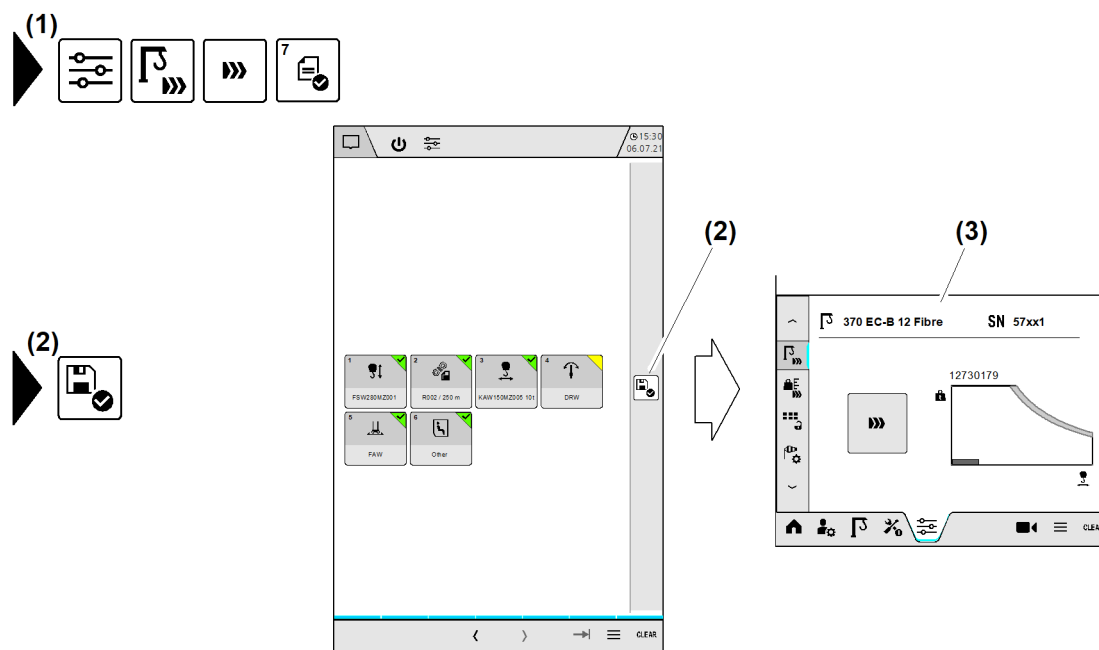 (1)
7
15:30
06.07.21
(2)
(3)
370 EC-B 12 Fibre SN 57xx1
(2)
12730179
1
2
3
4
FSW280MZ001
R002 / 250 m
KAW150MZ006 10t
DRW
5
6
FAW
Other
CLEAR
CLEAR